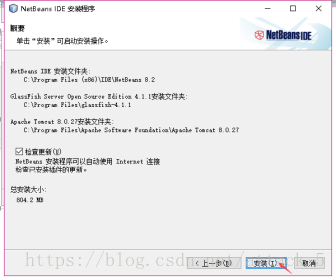 NetBeans IDE 安装程序
概要
单击“安装”可启动安装操作。
NetBeans IDE
NetBeans IDE 安装文件夹:
C:\Program Files (x86)\IDE\NetBeans 8.2
GlassFish Server Open Source Edition 4.1.1安装文件夹:
C:\Program Files\glassfish-4.1.1
Apache Tomcat 8.0.27安装文件夹:
C:\Program Files\Apache Software Foundation\Apache Tomcat 8.0.27
检查更新(U)
NetBeans 安装程序可以自动使用 Internet 连接
检查已安装插件的更新。
总安装大小:
804.2 MB
< 上一步(B)
安装(I)
取消
https://blog.csd